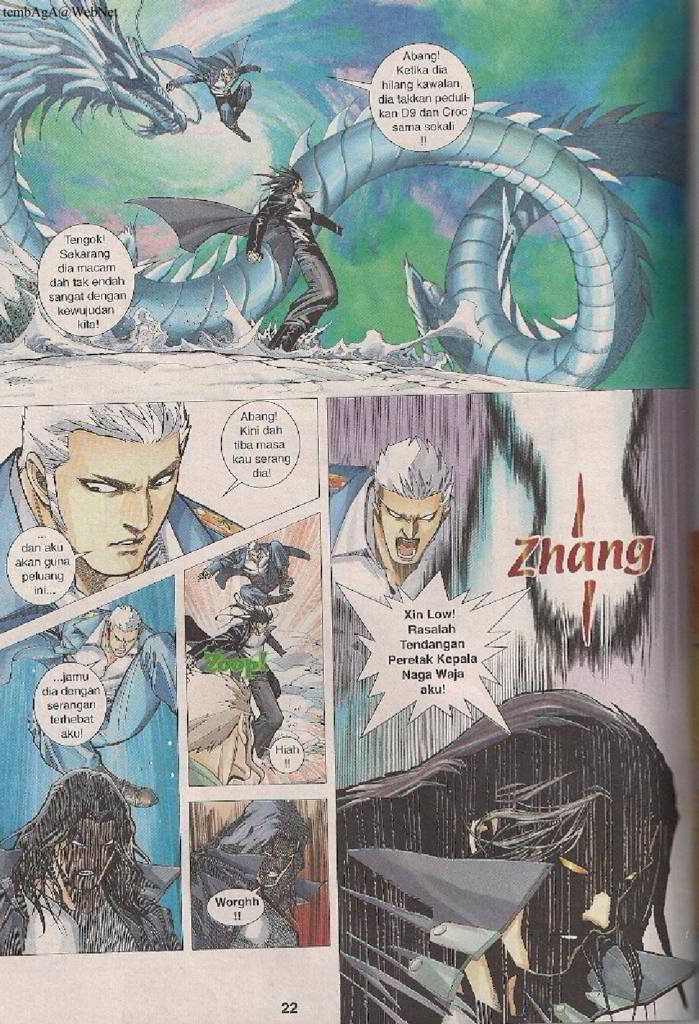 tembAgA@WebNet
Abang!
Ketika dia
hilang kawalan,
dia takkan peduli-
kan D9 dan Croc
sama sekali
!!
Tengok!
Sekarang
dia macam
dah tak endah
sangat dengan
kewujudan
kita!
Abang!
Kini dah
tiba masa
kau serang
dia!
... dan aku
akan guna
peluang
ini...
...jamu
dia dengan
serangan
terhebat
aku!
Zoop!
Hiah
!!
Worghh
!!
Zhang
!
Xin Low!
Rasalah
Tendangan
Peretak Kepala
Naga Waja
aku!
22